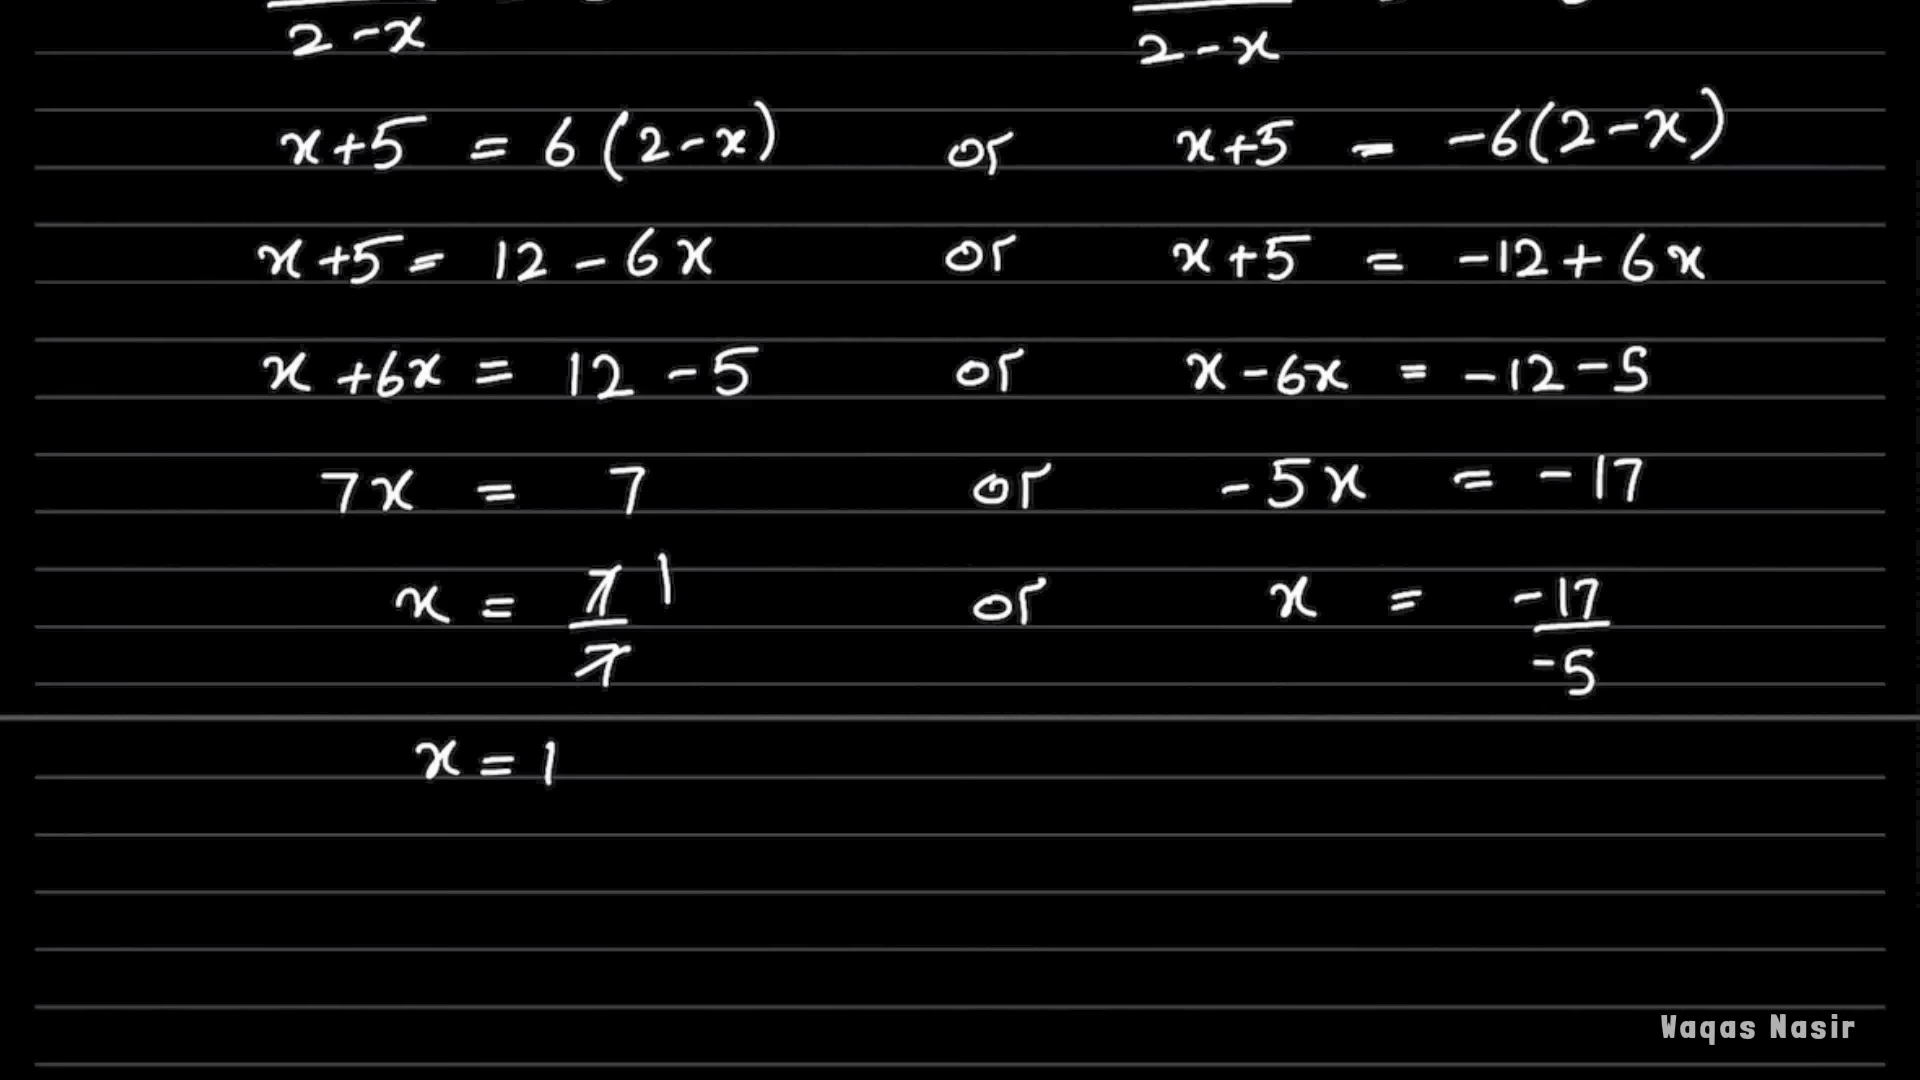 2-x 2-x
x+5 = 6(2-x) or x+5 = -6(2-x)
x+5 = 12-6x or x+5 = -12+6x
x+6x = 12-5 or x-6x = -12-5
7x = 7 or -5x = -17
x = 7/7 1 or x = -17/-5
x = 1
Waqas Nasir